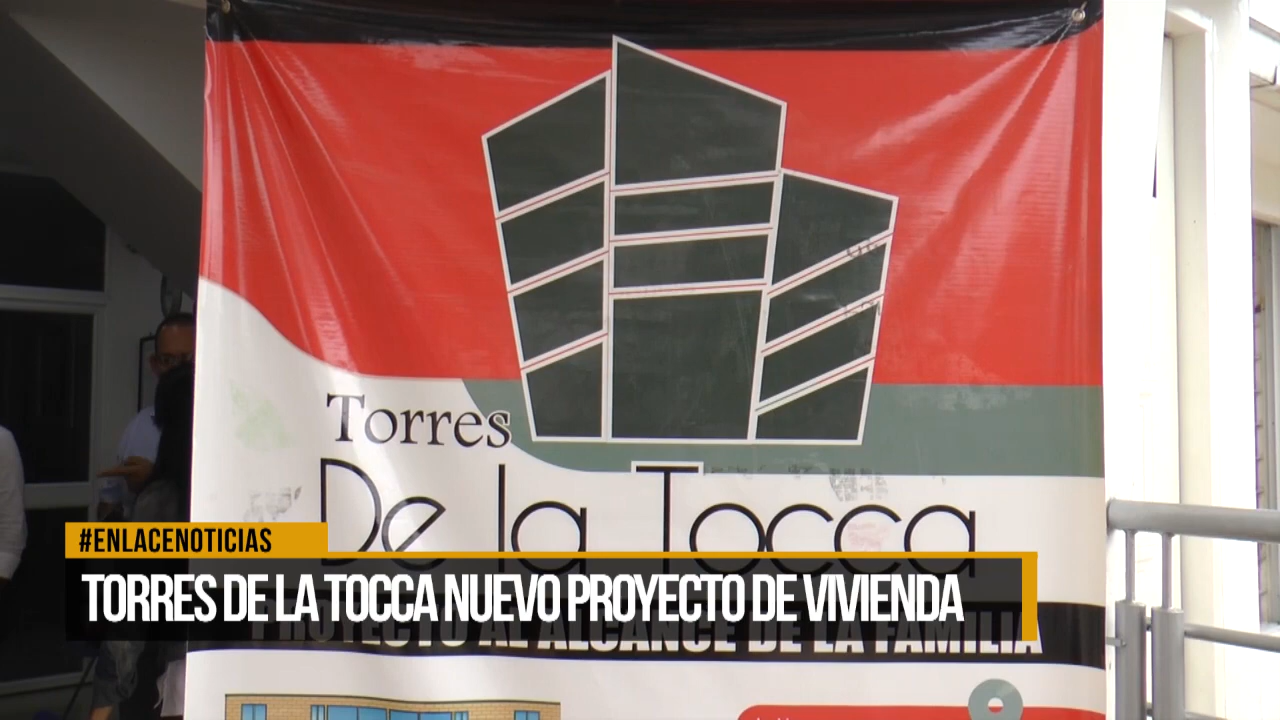 Torres
De la Tocca
#ENLACENOTICIAS
TORRES DE LA TOCCA NUEVO PROYECTO DE VIVIENDA
PROYECTO AL ALCANCE DE LA FAMILIA